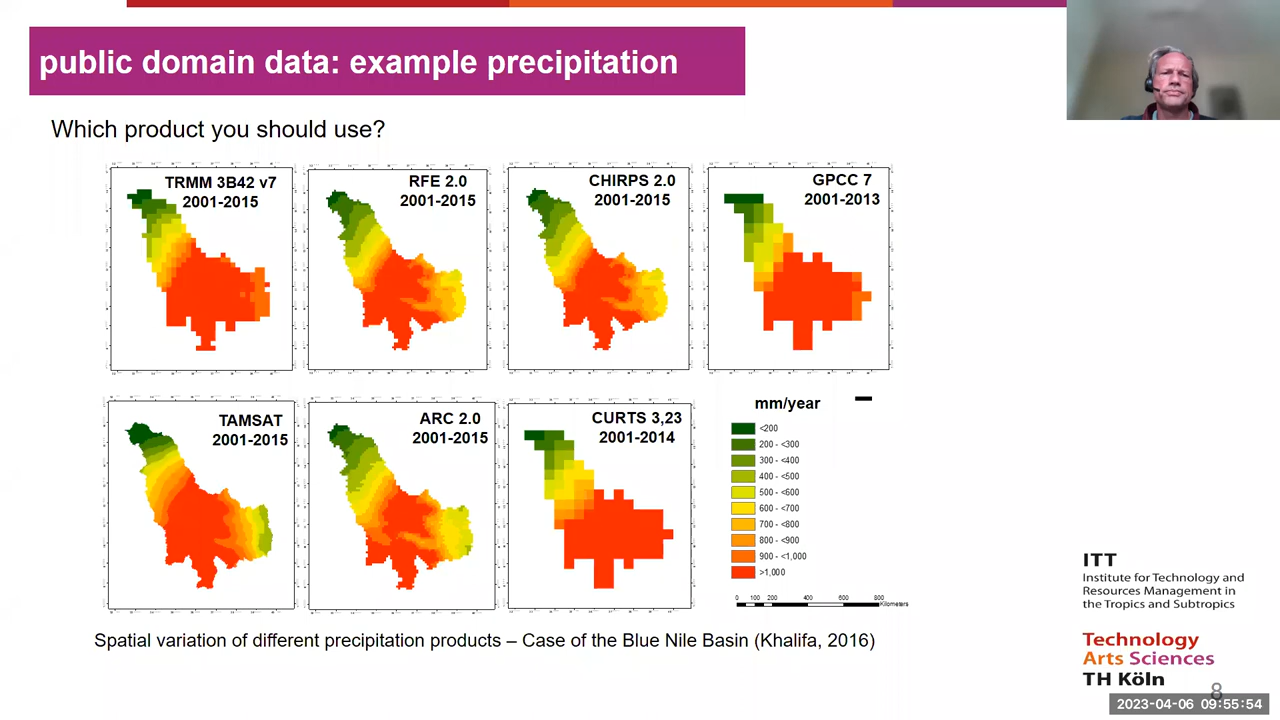 public domain data: example precipitation
Which product you should use?
TRMM 3B42 v7
2001-2015
RFE 2.0
2001-2015
CHIRPS 2.0
2001-2015
GPCC 7
2001-2013
TAMSAT
2001-2015
ARC 2.0
2001-2015
CURTS 3,23
2001-2014
mm/year
<200
200 - <300
300 - <400
400 - <500
500 - <600
600 - <700
700 - <800
800 - <900
900 - <1,000
>1,000
0 100 200 400 600 800
Kilometers
Spatial variation of different precipitation products – Case of the Blue Nile Basin (Khalifa, 2016)
ITT
Institute for Technology and
Resources Management in
the Tropics and Subtropics
Technology
Arts Sciences
TH Köln
8
2023-04-06 09:55:54